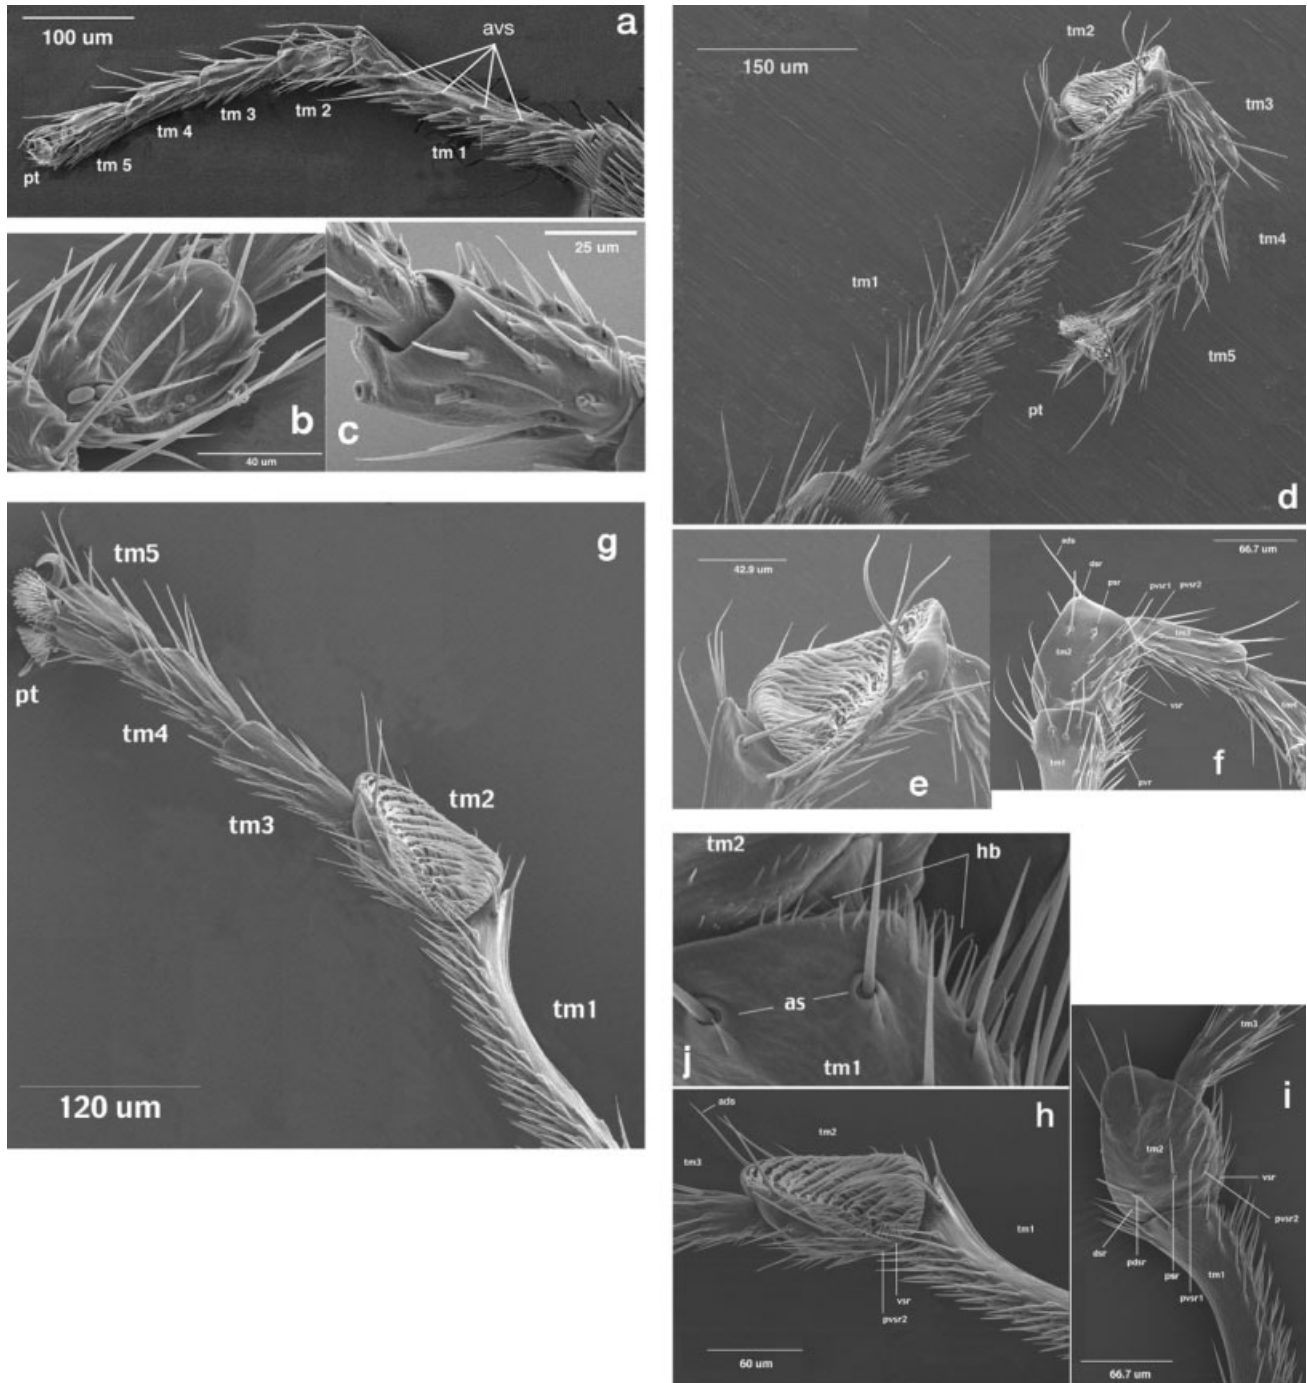 100 um
a
avs
tm 3
tm 2
tm 4
tm 1
tm 5
pt
25 um
b
c
40 um
tm2
150 um
tm3
tm4
tm1
tm5
pt
d
g
tm5
pt
tm4
tm2
tm3
tm1
120 um
42.9 um
e
ads
66.7 um
dsr
psr
pvsr1
pvsr2
tm3
tm2
vsr
tm4
tm1
f
pvr
tm2
hb
as
j
tm1
ads
h
tm2
tm3
tm1
vsr
pvsr2
60 um
tm3
i
tm2
vsr
pvsr2
dsr
pdsr
psr
tm1
pvsr1
66.7 um